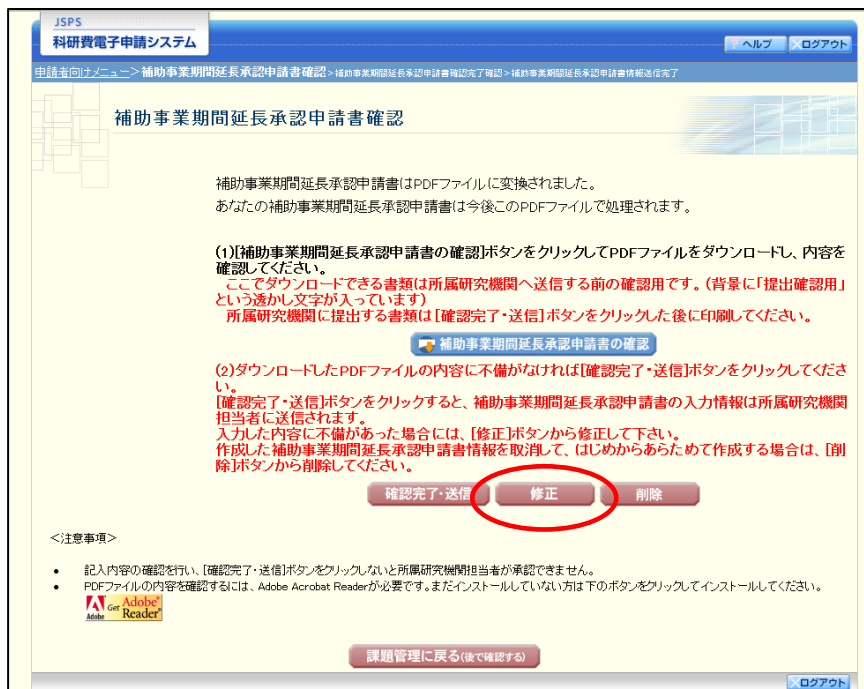 JSPS
科研費電子申請システム
? ヘルプ
ログアウト
申請者向けメニュー>補助事業期間延長承認申請書確認>補助事業期間延長承認申請書確認完了確認>補助事業期間延長承認申請書情報送信完了
補助事業期間延長承認申請書確認
補助事業期間延長承認申請書はPDFファイルに変換されました。
あなたの補助事業期間延長承認申請書は今後このPDFファイルで処理されます。
(1)[補助事業期間延長承認申請書の確認]ボタンをクリックしてPDFファイルをダウンロードし、内容を
確認してください。
ここでダウンロードできる書類は所属研究機関へ送信する前の確認用です。(背景に「提出確認用」
という透かし文字が入っています)
所属研究機関に提出する書類は[確認完了・送信]ボタンをクリックした後に印刷してください。
補助事業期間延長承認申請書の確認
(2)ダウンロードしたPDFファイルの内容に不備がなければ[確認完了・送信]ボタンをクリックしてくださ
い。
[確認完了・送信]ボタンをクリックすると、補助事業期間延長承認申請書の入力情報は所属研究機関
担当者に送信されます。
入力した内容に不備があった場合には、[修正]ボタンから修正して下さい。
作成した補助事業期間延長承認申請書情報を取消して、はじめからあらためて作成する場合は、[削
除]ボタンから削除してください。
確認完了・送信
修正
削除
<注意事項>
• 記入内容の確認を行い、[確認完了・送信]ボタンをクリックしないと所属研究機関担当者が承認できません。
• PDFファイルの内容を確認するには、Adobe Acrobat Readerが必要です。まだインストールしていない方は下のボタンをクリックしてインストールしてください。
Adobe
Get Adobe®
Reader®
課題管理に戻る(後で確認する)
ログアウト